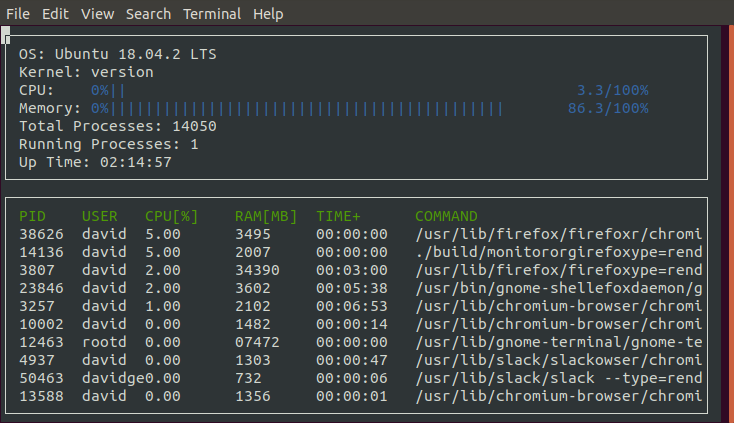 File Edit View Search Terminal Help
OS: Ubuntu 18.04.2 LTS
Kernel: version
CPU: 0%|| 3.3/100%
Memory: 0%|||||||||||||||||||||||||||||||||||||||||||| 86.3/100%
Total Processes: 14050
Running Processes: 1
Up Time: 02:14:57
PID USER CPU[%] RAM[MB] TIME+ COMMAND
38626 david 5.00 3495 00:00:00 /usr/lib/firefox/firefoxr/chromi
14136 david 5.00 2007 00:00:00 ./build/monitororgirefoxype=rend
3807 david 2.00 34390 00:03:00 /usr/lib/firefox/firefoxype=rend
23846 david 2.00 3602 00:05:38 /usr/bin/gnome-shellefoxdaemon/g
3257 david 1.00 2102 00:06:53 /usr/lib/chromium-browser/chromi
10002 david 0.00 1482 00:00:14 /usr/lib/chromium-browser/chromi
12463 rootd 0.00 07472 00:00:00 /usr/lib/gnome-terminal/gnome-te
4937 david 0.00 1303 00:00:47 /usr/lib/slack/slackowser/chromi
50463 davidge0.00 732 00:00:06 /usr/lib/slack/slack --type=rend
13588 david 0.00 1356 00:00:01 /usr/lib/chromium-browser/chromi